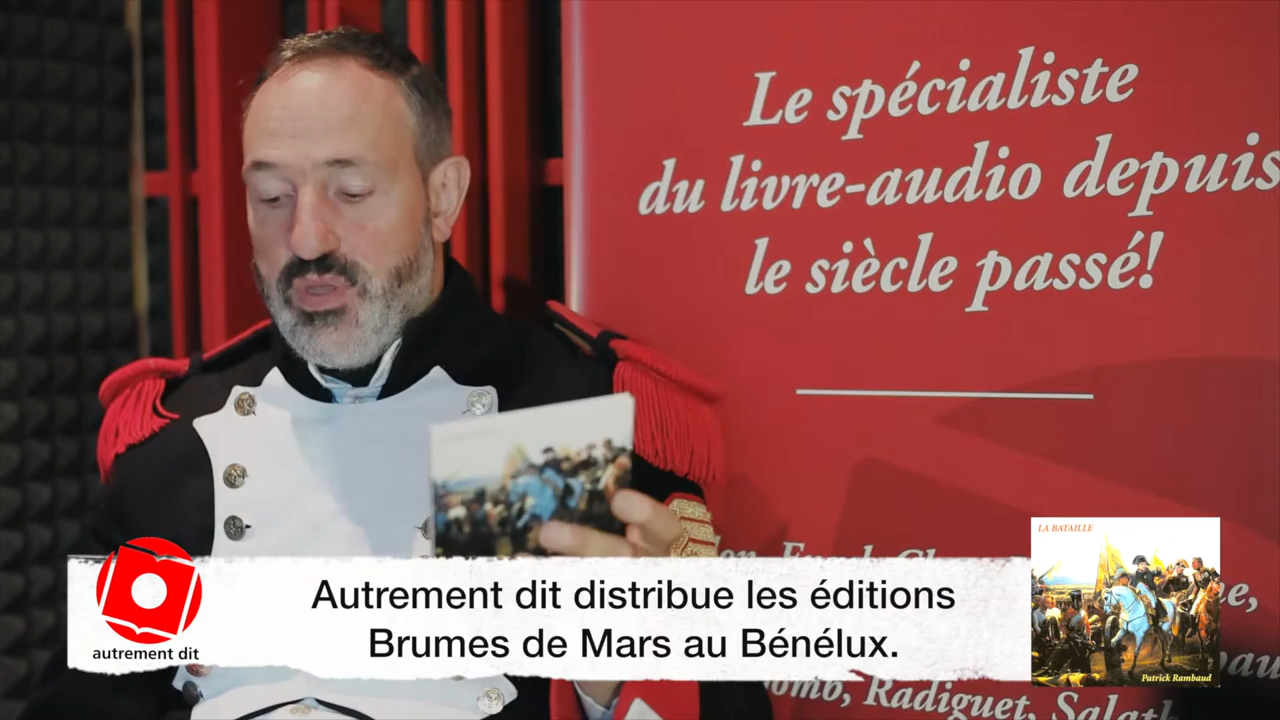 Le spécialiste
du livre-audio depuis
le siècle passé!
LA BATAILLE
Autrement dit distribue les éditions
Brumes de Mars au Bénélux.
autrement dit
Patrick Rambaud
Radiguet,